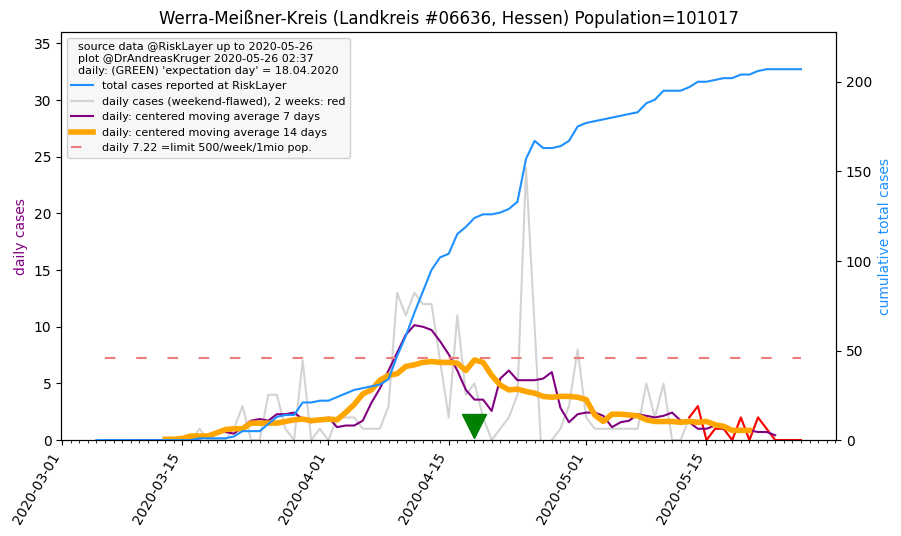 Werra-Meißner-Kreis (Landkreis #06636, Hessen) Population=101017
source data @RiskLayer up to 2020-05-26
plot @DrAndreasKruger 2020-05-26 02:37
daily: (GREEN) 'expectation day' = 18.04.2020
total cases reported at RiskLayer
daily cases (weekend-flawed), 2 weeks: red
daily: centered moving average 7 days
daily: centered moving average 14 days
daily 7.22 =limit 500/week/1mio pop.
daily cases
35
30
25
20
15
10
5
0
cumulative total cases
200
150
100
50
0
2020-03-01
2020-03-15
2020-04-01
2020-04-15
2020-05-01
2020-05-15